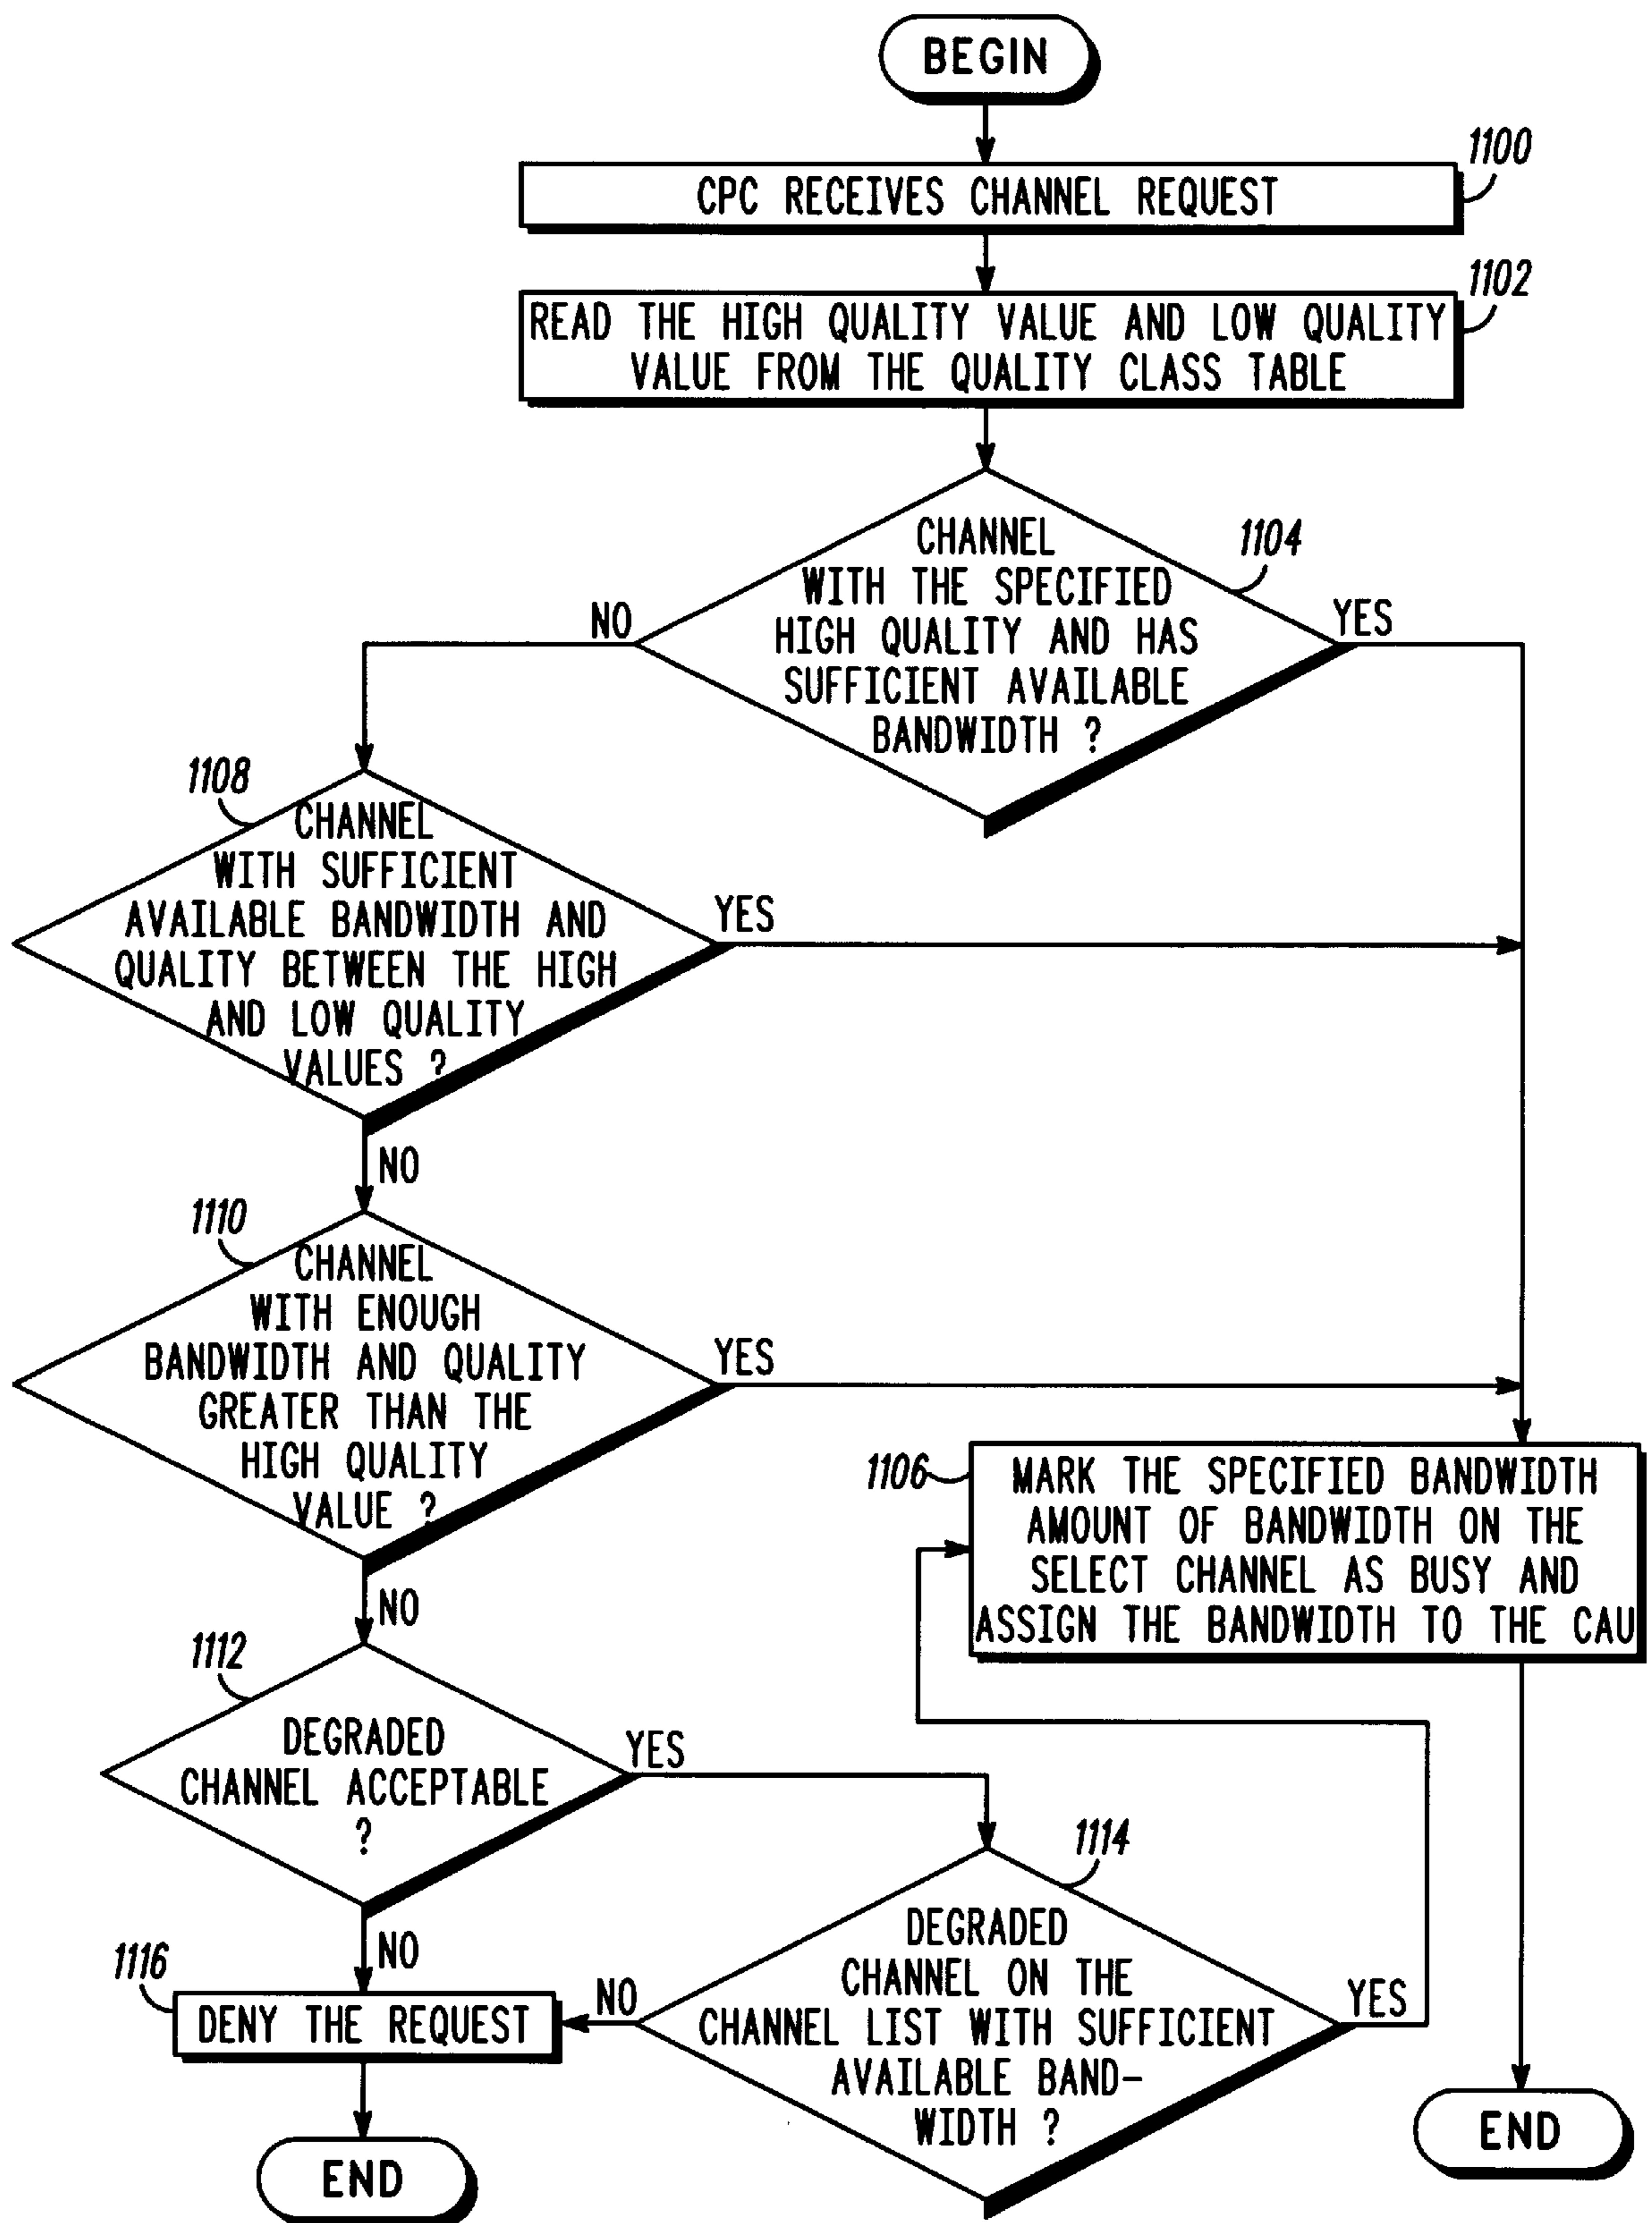 BEGIN
1100
CPC RECEIVES CHANNEL REQUEST
1102
READ THE HIGH QUALITY VALUE AND LOW QUALITY
VALUE FROM THE QUALITY CLASS TABLE
1104
CHANNEL
WITH THE SPECIFIED
HIGH QUALITY AND HAS
SUFFICIENT AVAILABLE
BANDWIDTH ?
NO
YES
1108
CHANNEL
WITH SUFFICIENT
AVAILABLE BANDWIDTH AND
QUALITY BETWEEN THE HIGH
AND LOW QUALITY
VALUES ?
YES
NO
1110
CHANNEL
WITH ENOUGH
BANDWIDTH AND QUALITY
GREATER THAN THE
HIGH QUALITY
VALUE ?
YES
NO
1106
MARK THE SPECIFIED BANDWIDTH
AMOUNT OF BANDWIDTH ON THE
SELECT CHANNEL AS BUSY AND
ASSIGN THE BANDWIDTH TO THE CAU
1112
DEGRADED
CHANNEL ACCEPTABLE
?
YES
NO
1114
DEGRADED
CHANNEL ON THE
CHANNEL LIST WITH SUFFICIENT
AVAILABLE BAND-
WIDTH ?
NO
YES
1116
DENY THE REQUEST
END
END